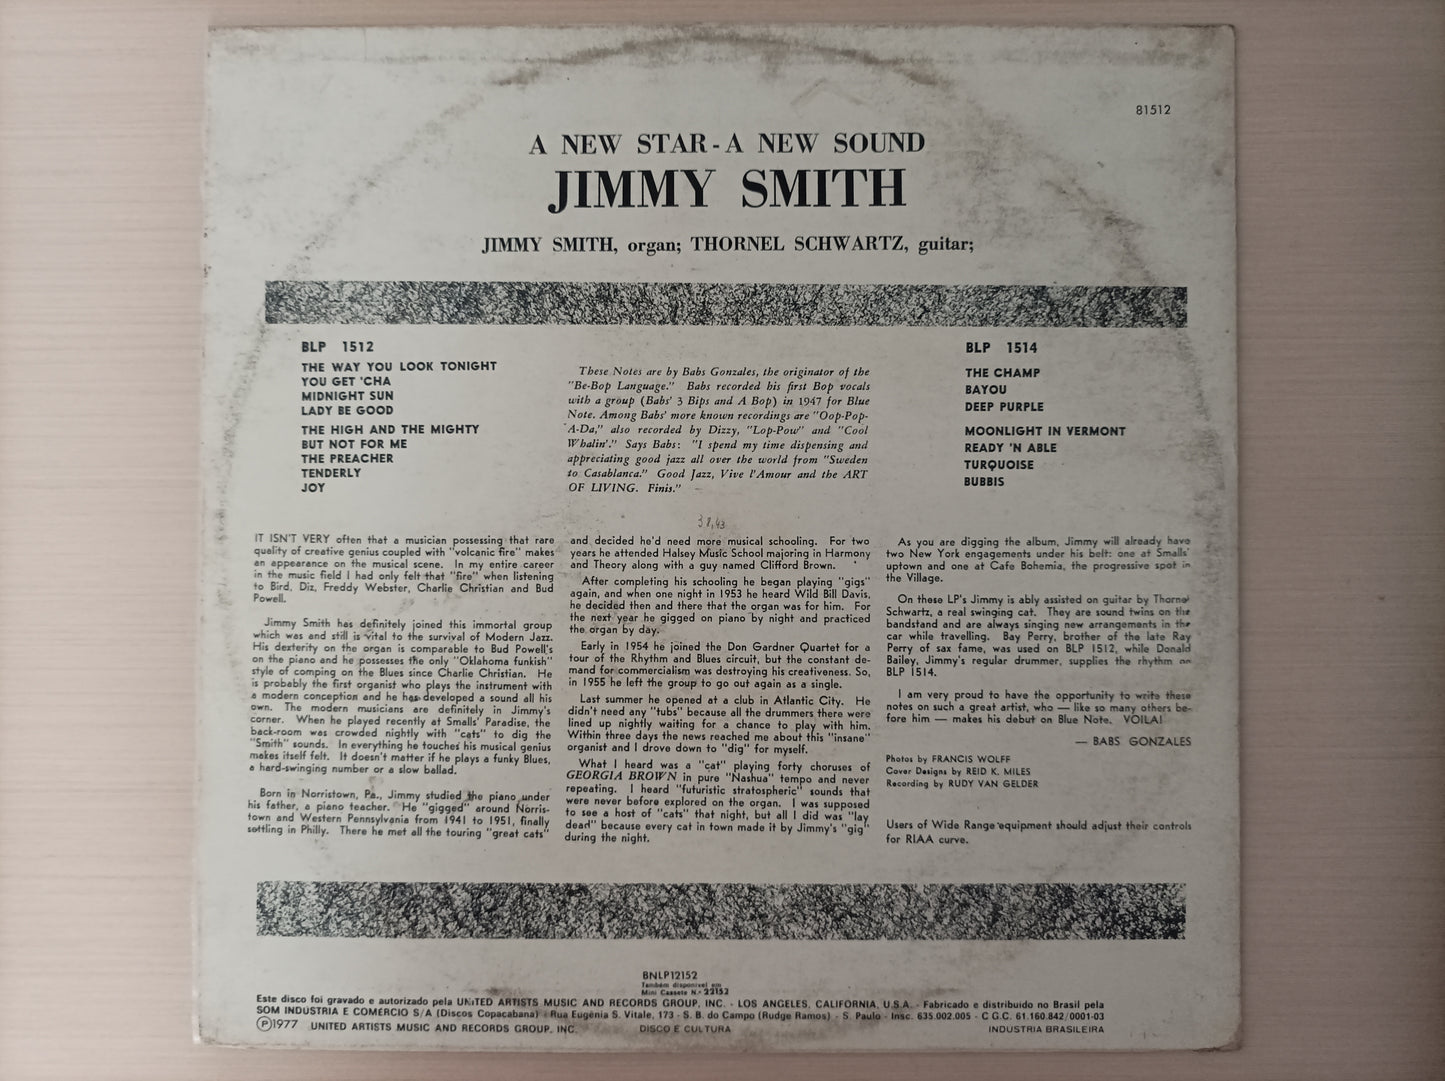 81512
A NEW STAR - A NEW SOUND
JIMMY SMITH
JIMMY SMITH, organ; THORNEL SCHWARTZ, guitar;
BLP 1512
THE WAY YOU LOOK TONIGHT
YOU GET 'CHA
MIDNIGHT SUN
LADY BE GOOD
THE HIGH AND THE MIGHTY
BUT NOT FOR ME
THE PREACHER
TENDERLY
JOY
These Notes are by Babs Gonzales, the originator of the
"Be-Bop Language." Babs recorded his first Bop vocals
with a group (Babs' 3 Bips and A Bop) in 1947 for Blue
Note. Among Babs' more known recordings are "Oop-Pop-
A-Da," also recorded by Dizzy, "Lop-Pow" and "Cool
Whalin'." Says Babs: "I spend my time dispensing and
appreciating good jazz all over the world from "Sweden
to Casablanca." Good Jazz, Vive l'Amour and the ART
OF LIVING. Finis."
BLP 1514
THE CHAMP
BAYOU
DEEP PURPLE
MOONLIGHT IN VERMONT
READY 'N ABLE
TURQUOISE
BUBBIS
IT ISN'T VERY often that a musician possessing that rare
quality of creative genius coupled with "volcanic fire" makes
an appearance on the musical scene. In my entire career
in the music field I had only felt that "fire" when listening
to Bird, Diz, Freddy Webster, Charlie Christian and Bud
Powell.
Jimmy Smith has definitely joined this immortal group
which was and still is vital to the survival of Modern Jazz.
His dexterity on the organ is comparable to Bud Powell's
on the piano and he possesses the only "Oklahoma funkish"
style of comping on the Blues since Charlie Christian. He
is probably the first organist who plays the instrument with
a modern conception and he has developed a sound all his
own. The modern musicians are definitely in Jimmy's
corner. When he played recently at Smalls' Paradise, the
back-room was crowded nightly with "cats" to dig the
"Smith" sounds. In everything he touches his musical genius
makes itself felt. It doesn't matter if he plays a funky Blues,
a hard-swinging number or a slow ballad.
Born in Norristown, Pa., Jimmy studied the piano under
his father, a piano teacher. He "gigged" around Norris-
town and Western Pennsylvania from 1941 to 1951, finally
settling in Philly. There he met all the touring "great cats"
and decided he'd need more musical schooling. For two
years he attended Halsey Music School majoring in Harmony
and Theory along with a guy named Clifford Brown.
After completing his schooling he began playing "gigs"
again, and when one night in 1953 he heard Wild Bill Davis,
he decided then and there that the organ was for him. For
the next year he gigged on piano by night and practiced
the organ by day.
Early in 1954 he joined the Don Gardner Quartet for a
tour of the Rhythm and Blues circuit, but the constant de-
mand for commercialism was destroying his creativeness. So,
in 1955 he left the group to go out again as a single.
Last summer he opened at a club in Atlantic City. He
didn't need any "tubs" because all the drummers there were
lined up nightly waiting for a chance to play with him.
Within three days the news reached me about this "insane"
organist and I drove down to "dig" for myself.
What I heard was a "cat" playing forty choruses of
GEORGIA BROWN in pure "Nashua" tempo and never
repeating. I heard "futuristic stratospheric" sounds that
were never before explored on the organ. I was supposed
to see a host of "cats" that night, but all I did was "lay
dead" because every cat in town made it by Jimmy's "gig"
during the night.
As you are digging the album, Jimmy will already have
two New York engagements under his belt: one at Smalls'
uptown and one at Cafe Bohemia, the progressive spot in
the Village.
On these LP's Jimmy is ably assisted on guitar by Thornel
Schwartz, a real swinging cat. They are sound twins on the
bandstand and are always singing new arrangements in the
car while travelling. Bay Perry, brother of the late Ray
Perry of sax fame, was used on BLP 1512, while Donald
Bailey, Jimmy's regular drummer, supplies the rhythm on
BLP 1514.
I am very proud to have the opportunity to write these
notes on such a great artist, who — like so many others be-
fore him — makes his debut on Blue Note. VOILA!
— BABS GONZALES
Photos by FRANCIS WOLFF
Cover Designs by REID K. MILES
Recording by RUDY VAN GELDER
Users of Wide Range equipment should adjust their controls
for RIAA curve.
BNLP12152
Também disponível em
Mini Cassete N.º 22152
Este disco foi gravado e autorizado pela UNITED ARTISTS MUSIC AND RECORDS GROUP, INC. - LOS ANGELES, CALIFORNIA, U.S.A. - Fabricado e distribuido no Brasil pela
SOM INDUSTRIA E COMERCIO S/A (Discos Copacabana) - Rua Eugênia S. Vitale, 173 - S. B. do Campo (Rudge Ramos) - S. Paulo - Insc. 635.002.005 - C G.C. 61.160.842/0001-03
Ⓟ1977 UNITED ARTISTS MUSIC AND RECORDS GROUP, INC. DISCO É CULTURA INDUSTRIA BRASILEIRA